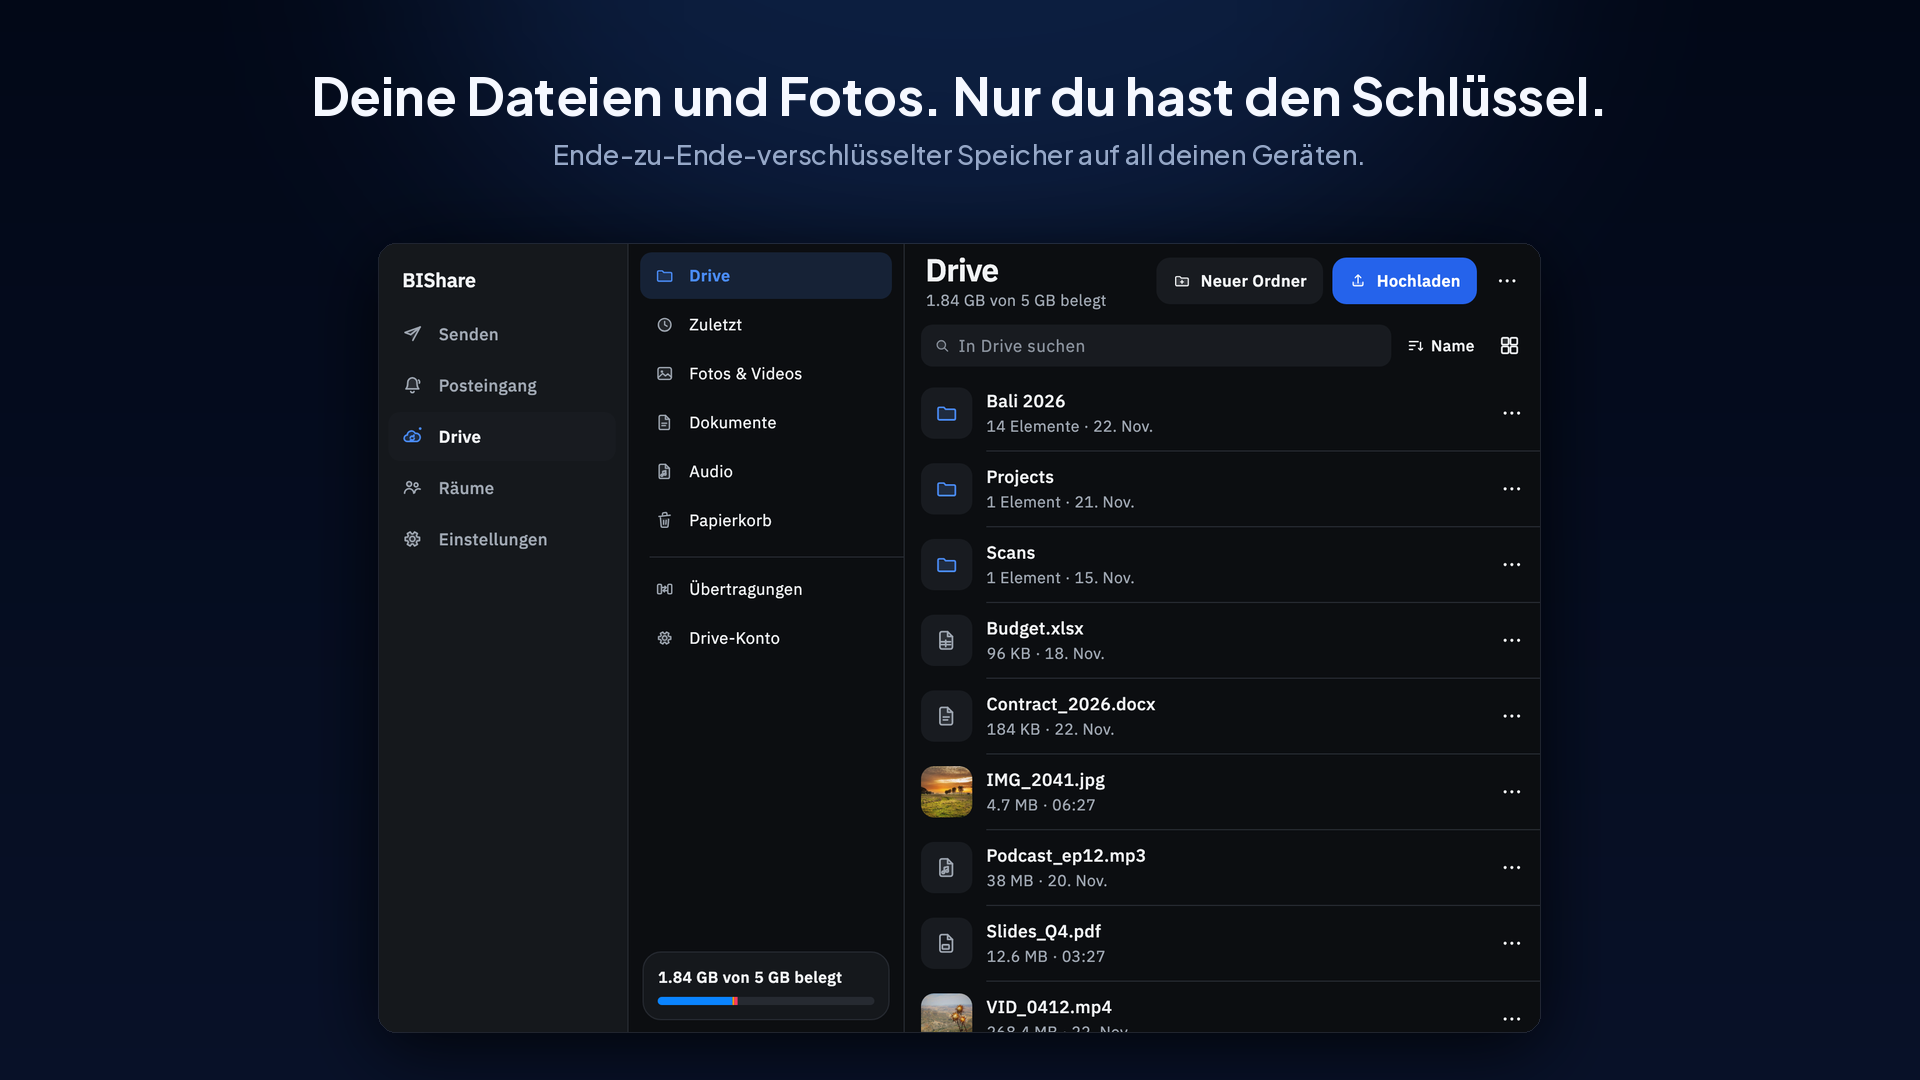 Deine Dateien und Fotos. Nur du hast den Schlüssel.
Ende-zu-Ende-verschlüsselter Speicher auf all deinen Geräten.
BIShare
Senden
Posteingang
Drive
Räume
Einstellungen
Drive
Zuletzt
Fotos & Videos
Dokumente
Audio
Papierkorb
Übertragungen
Drive-Konto
1.84 GB von 5 GB belegt
Drive
1.84 GB von 5 GB belegt
Neuer Ordner
Hochladen
In Drive suchen
Name
Bali 2026
14 Elemente · 22. Nov.
Projects
1 Element · 21. Nov.
Scans
1 Element · 15. Nov.
Budget.xlsx
96 KB · 18. Nov.
Contract_2026.docx
184 KB · 22. Nov.
IMG_2041.jpg
4.7 MB · 06:27
Podcast_ep12.mp3
38 MB · 20. Nov.
Slides_Q4.pdf
12.6 MB · 03:27
VID_0412.mp4
268.4 MB · 22. Nov.